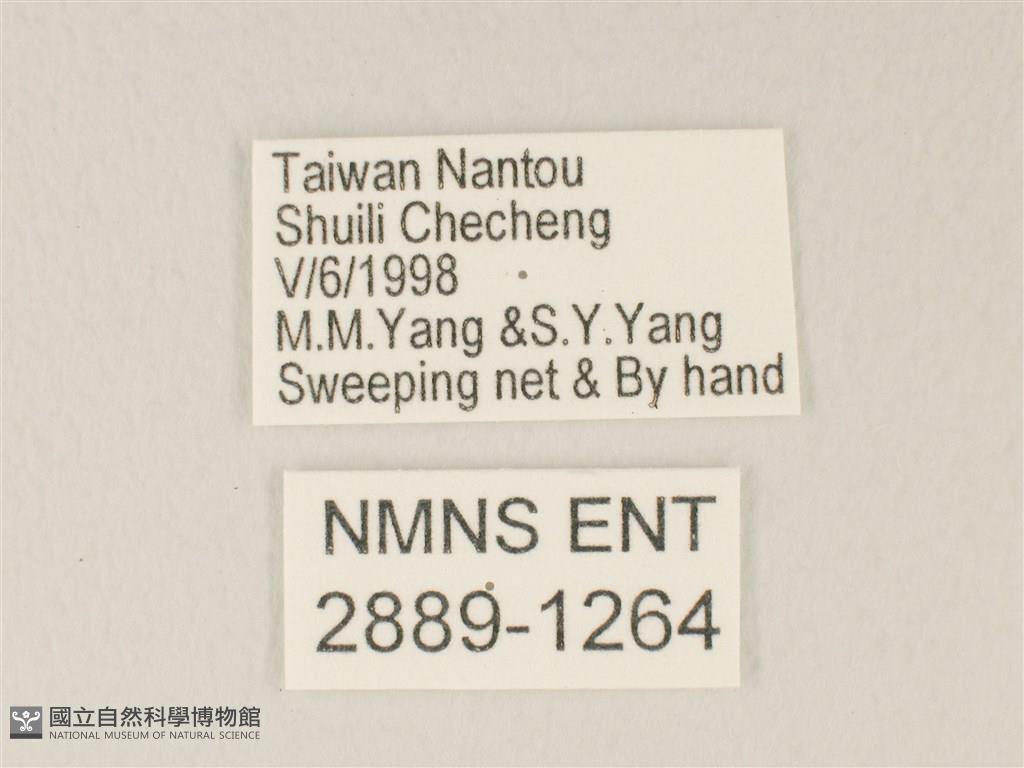 Taiwan Nantou
Shuili Checheng
V/6/1998
M.M.Yang &S.Y.Yang
Sweeping net & By hand
NMNS ENT
2889-1264
國立自然科學博物館
NATIONAL MUSEUM OF NATURAL SCIENCE